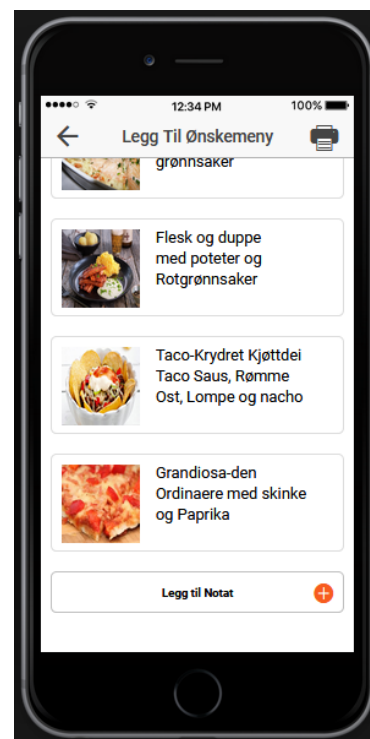 12:34 PM
100%
Legg Til Ønskemeny
grønnsaker
Flesk og duppe
med poteter og
Rotgrønnsaker
Taco-Krydret Kjøttdei
Taco Saus, Rømme
Ost, Lompe og nacho
Grandiosa-den
Ordinaere med skinke
og Paprika
Legg til Notat